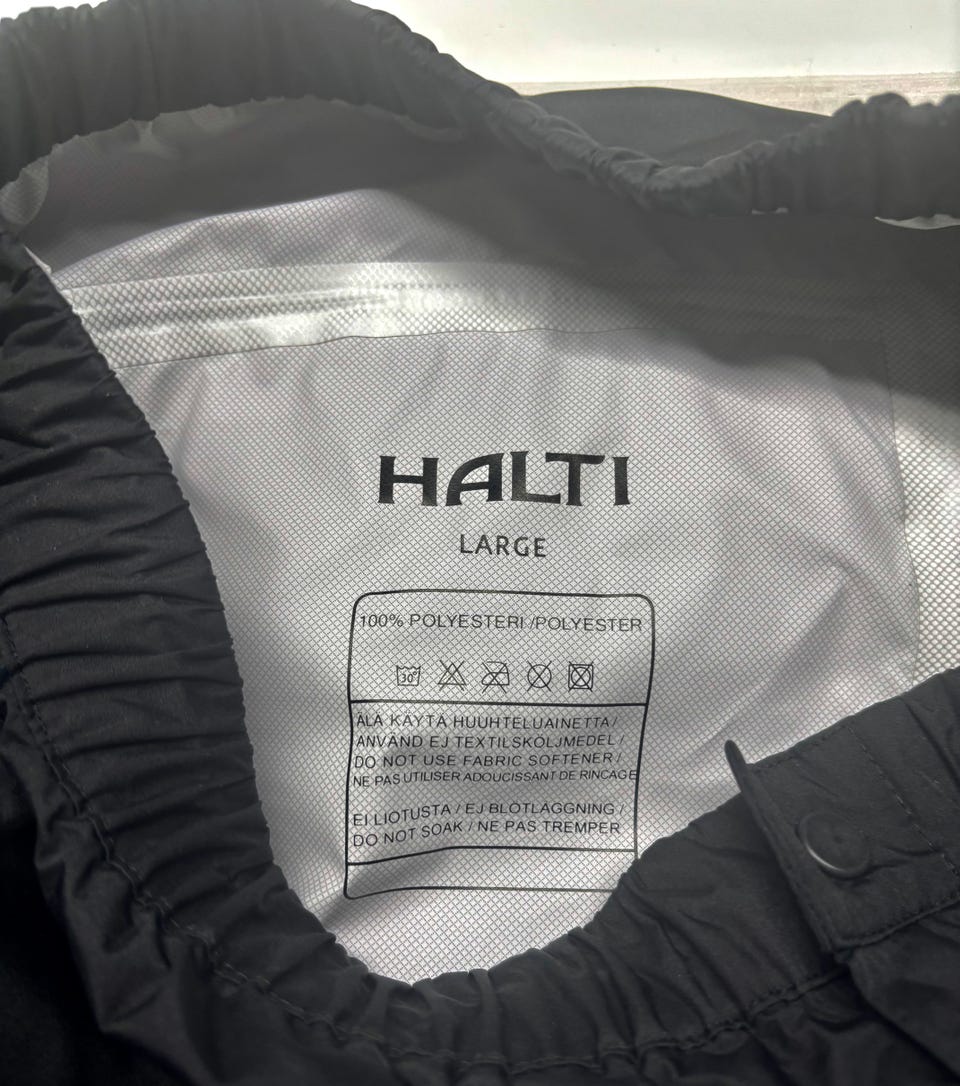 HALTI
LARGE
100% POLYESTERI /POLYESTER
30°
ÄLÄ KÄYTÄ HUUHTELUAINETTA /
ANVÄND EJ TEXTILSKÖLJMEDEL /
DO NOT USE FABRIC SOFTENER /
NE PAS UTILISER ADOUCISSANT DE RINCAGE
EI LIOTUSTA / EJ BLÖTLÄGGNING /
DO NOT SOAK / NE PAS TREMPER